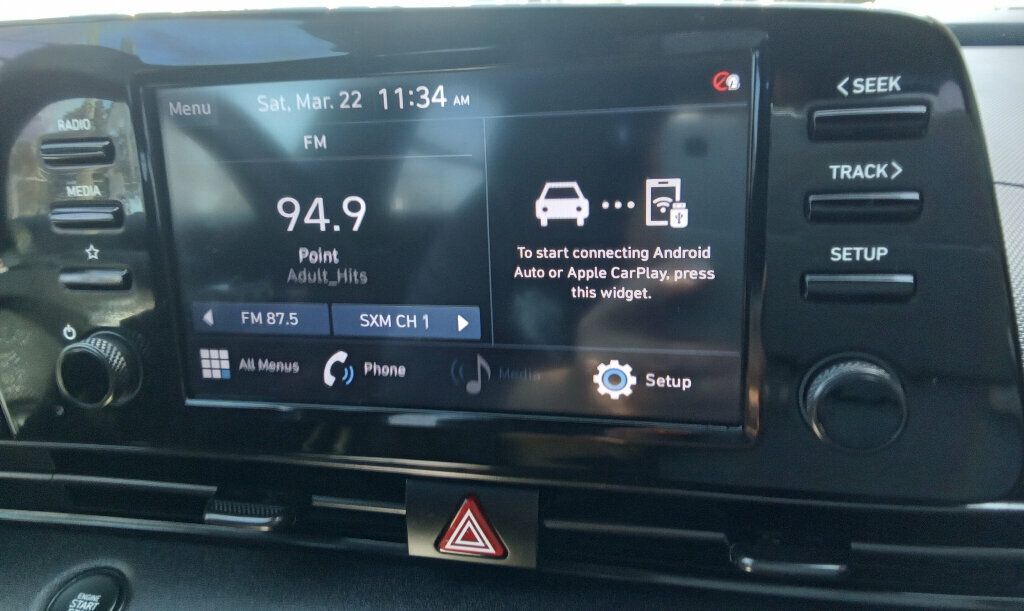 Menu
Sat, Mar. 22 11:34 AM
FM
94.9
Point
Adult_Hits
FM 87.5
SXM CH 1
To start connecting Android
Auto or Apple CarPlay, press
this widget.
All Menus
Phone
Media
Setup
RADIO
MEDIA
<SEEK
TRACK>
SETUP
ENGINE
START